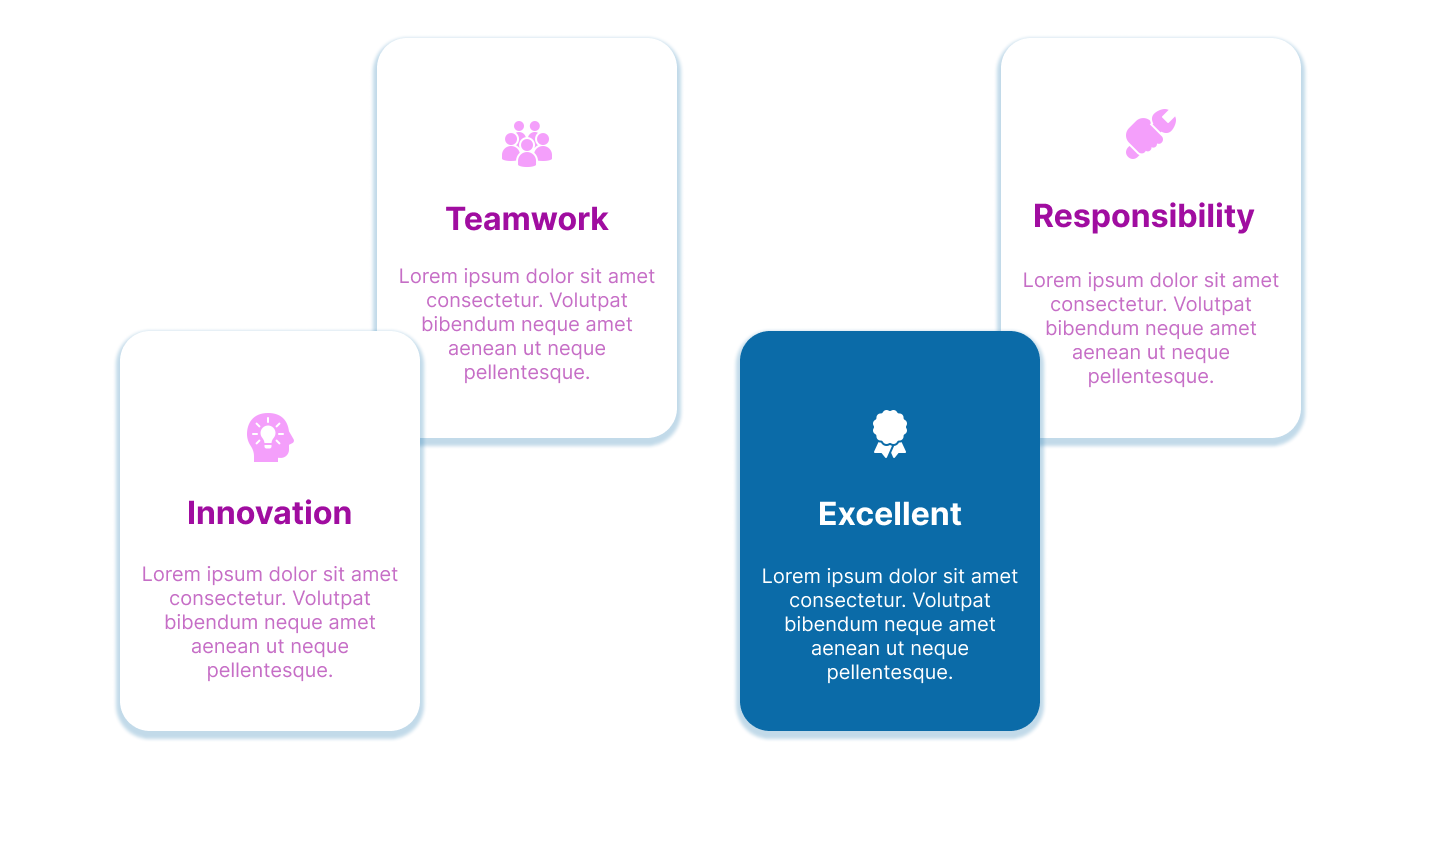 Teamwork
Lorem ipsum dolor sit amet
consectetur. Volutpat
bibendum neque amet
aenean ut neque
pellentesque.
Responsibility
Lorem ipsum dolor sit amet
consectetur. Volutpat
bibendum neque amet
aenean ut neque
pellentesque.
Innovation
Lorem ipsum dolor sit amet
consectetur. Volutpat
bibendum neque amet
aenean ut neque
pellentesque.
Excellent
Lorem ipsum dolor sit amet
consectetur. Volutpat
bibendum neque amet
aenean ut neque
pellentesque.